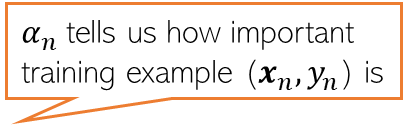 αₙ tells us how important
training example (𝒙ₙ, yₙ) is